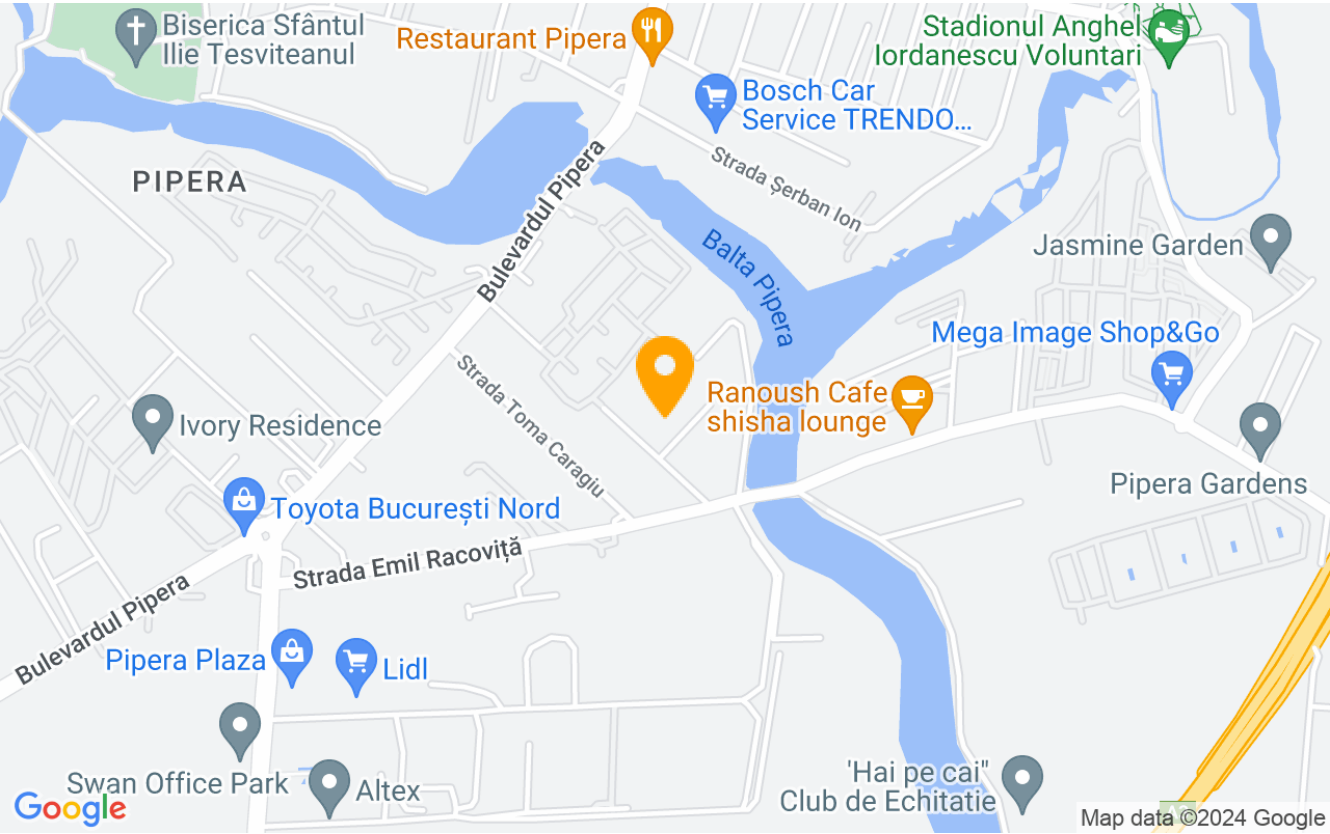 Biserica Sfântul
Ilie Tesviteanul
Restaurant Pipera
Stadionul Anghel
Iordanescu Voluntari
Bosch Car
Service TRENDO...
Strada Șerban Ion
PIPERA
Bulevardul Pipera
Balta Pipera
Jasmine Garden
Mega Image Shop&Go
Strada Toma Caragiu
Ranoush Cafe
shisha lounge
Ivory Residence
Pipera Gardens
Toyota București Nord
Strada Emil Racoviță
Bulevardul Pipera
Pipera Plaza
Lidl
Swan Office Park
Altex
'Hai pe cai"
Club de Echitatie
Google
Map data ©2024 Google